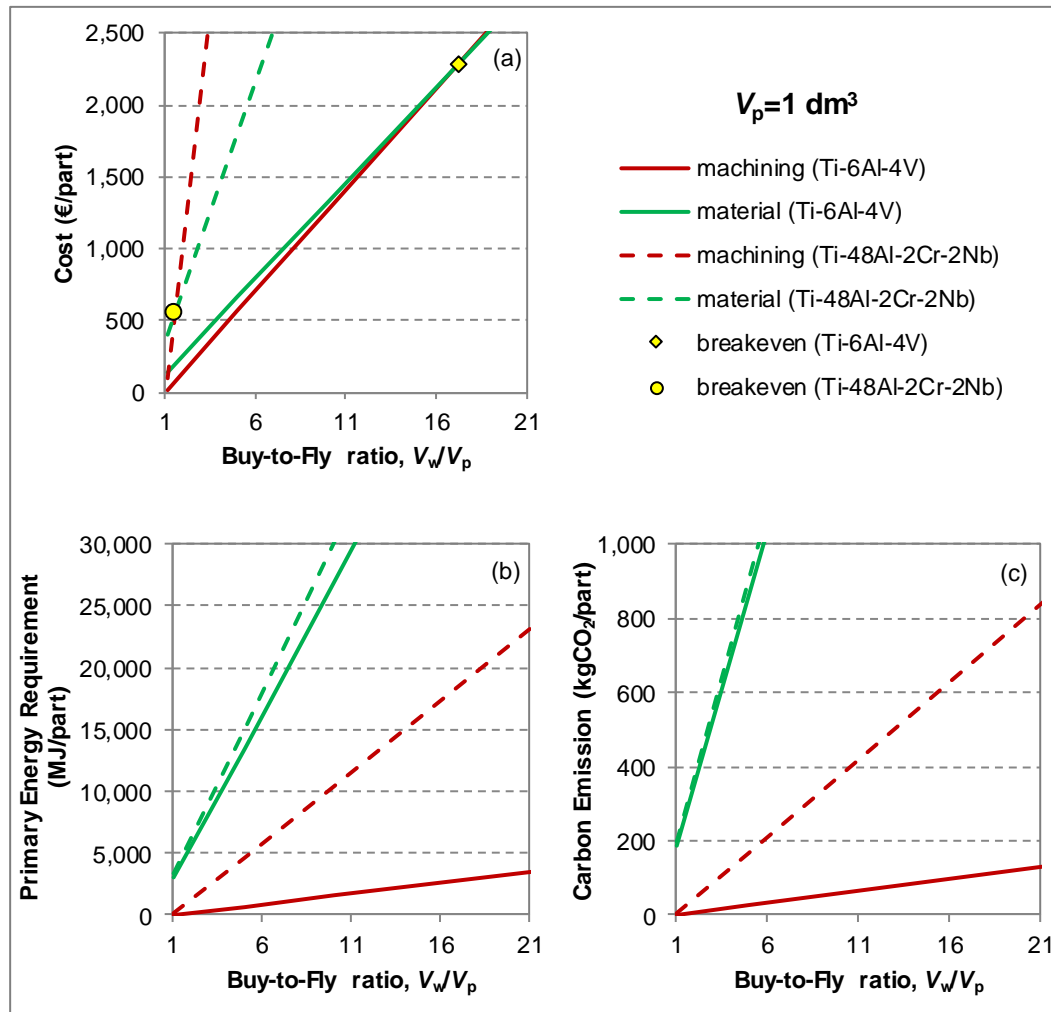 2,500
2,000
1,500
1,000
500
0
Cost (€/part)
(a)
1 6 11 16 21
Buy-to-Fly ratio, Vw/Vp
Vp=1 dm³
machining (Ti-6Al-4V)
material (Ti-6Al-4V)
machining (Ti-48Al-2Cr-2Nb)
material (Ti-48Al-2Cr-2Nb)
breakeven (Ti-6Al-4V)
breakeven (Ti-48Al-2Cr-2Nb)
30,000
25,000
20,000
15,000
10,000
5,000
0
Primary Energy Requirement
(MJ/part)
(b)
1 6 11 16 21
Buy-to-Fly ratio, Vw/Vp
1,000
800
600
400
200
0
Carbon Emission (kgCO₂/part)
(c)
1 6 11 16 21
Buy-to-Fly ratio, Vw/Vp